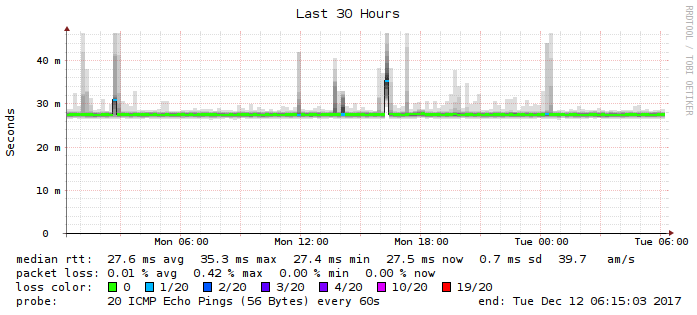 Last 30 Hours
RRDTOOL / TOBI OETIKER
Seconds
40 m
30 m
20 m
10 m
0
Mon 06:00 Mon 12:00 Mon 18:00 Tue 00:00 Tue 06:00
median rtt: 27.6 ms avg 35.3 ms max 27.4 ms min 27.5 ms now 0.7 ms sd 39.7 am/s
packet loss: 0.01 % avg 0.42 % max 0.00 % min 0.00 % now
loss color: 0 1/20 2/20 3/20 4/20 10/20 19/20
probe: 20 ICMP Echo Pings (56 Bytes) every 60s end: Tue Dec 12 06:15:03 2017